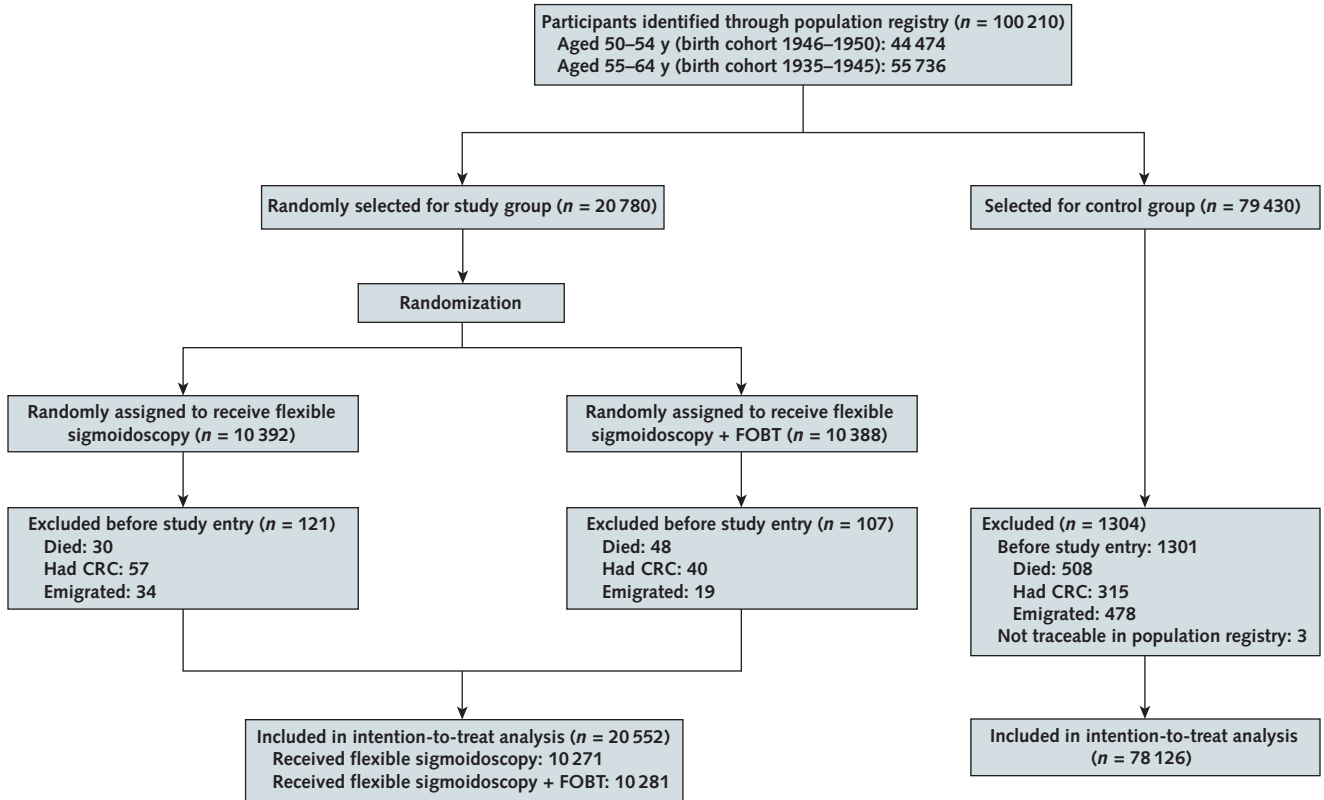 Participants identified through population registry (n = 100 210)
Aged 50–54 y (birth cohort 1946–1950): 44 474
Aged 55–64 y (birth cohort 1935–1945): 55 736
Randomly selected for study group (n = 20 780)
Selected for control group (n = 79 430)
Randomization
Randomly assigned to receive flexible
sigmoidoscopy (n = 10 392)
Randomly assigned to receive flexible
sigmoidoscopy + FOBT (n = 10 388)
Excluded before study entry (n = 121)
Died: 30
Had CRC: 57
Emigrated: 34
Excluded before study entry (n = 107)
Died: 48
Had CRC: 40
Emigrated: 19
Excluded (n = 1304)
Before study entry: 1301
Died: 508
Had CRC: 315
Emigrated: 478
Not traceable in population registry: 3
Included in intention-to-treat analysis (n = 20 552)
Received flexible sigmoidoscopy: 10 271
Received flexible sigmoidoscopy + FOBT: 10 281
Included in intention-to-treat analysis
(n = 78 126)